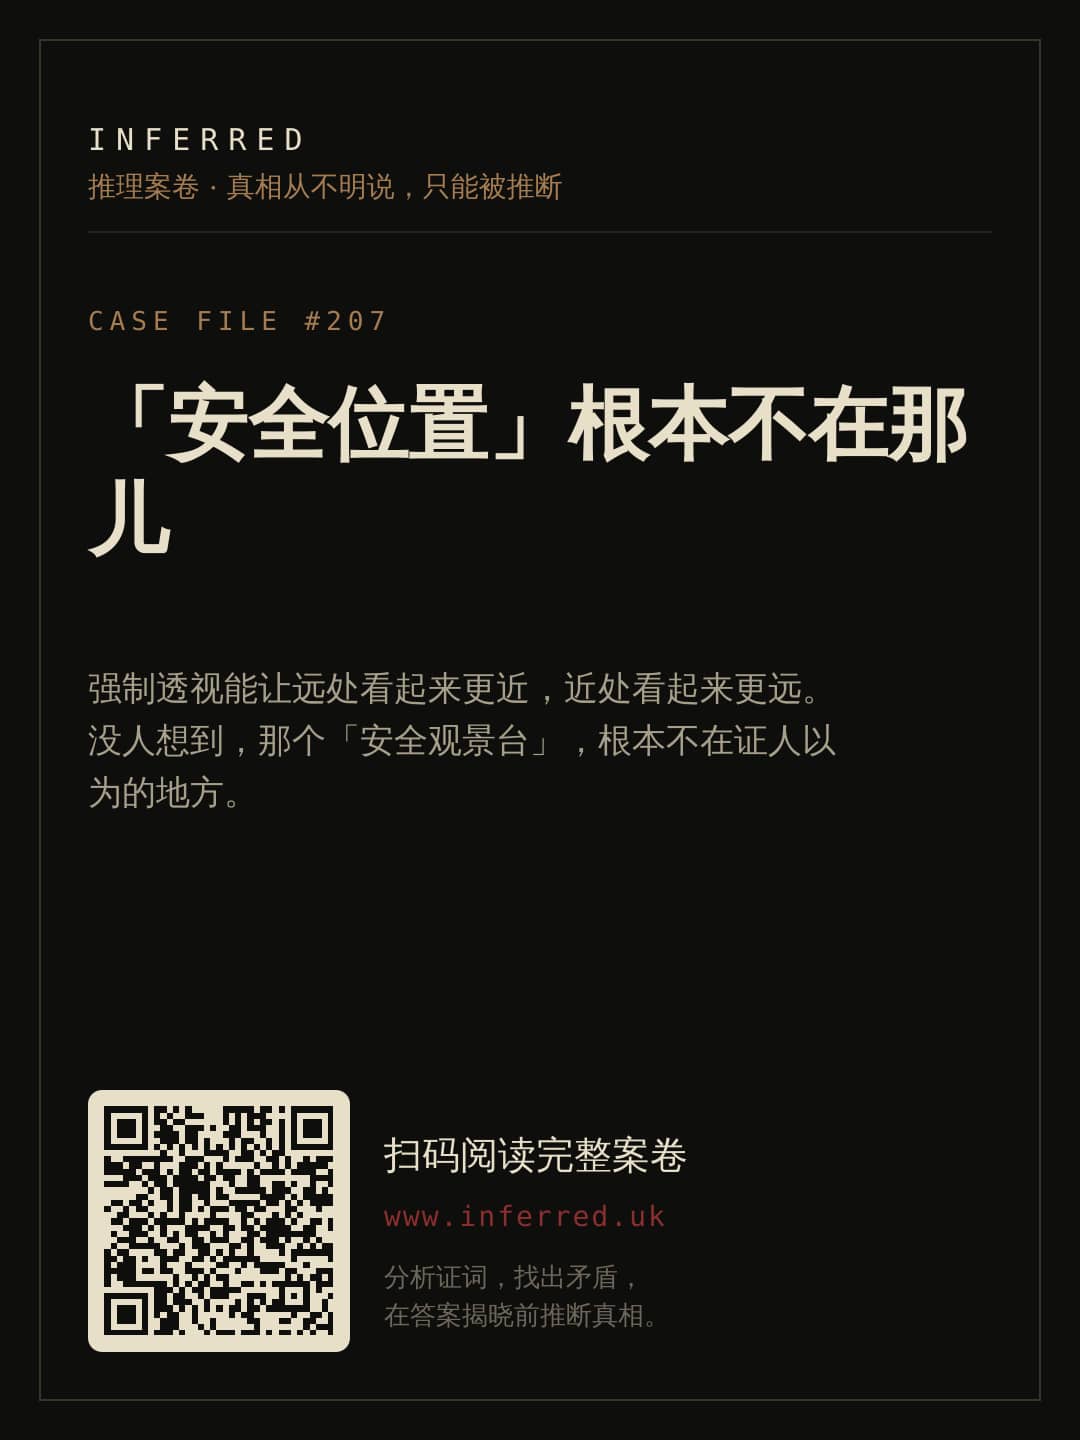 INFERRED
推理案卷 · 真相从不明说，只能被推断
CASE FILE #207
「安全位置」根本不在那
儿
强制透视能让远处看起来更近，近处看起来更远。
没人想到，那个「安全观景台」，根本不在证人以
为的地方。
扫码阅读完整案卷
www.inferred.uk
分析证词，找出矛盾，
在答案揭晓前推断真相。